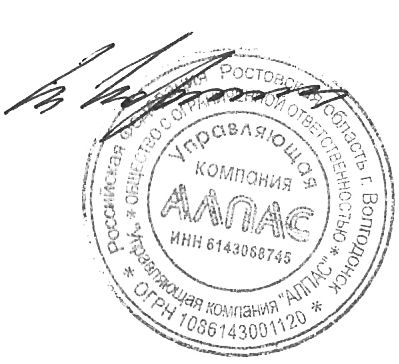 Российская Федерация Ростовская область г. Волгодонск
* ОГРН 1086143001120 *
* ОБЩЕСТВО С ОГРАНИЧЕННОЙ ОТВЕТСТВЕННОСТЬЮ *
Управляющая компания "АЛПАС"
Управляющая
КОМПАНИЯ
АЛПАС
ИНН 6143068745